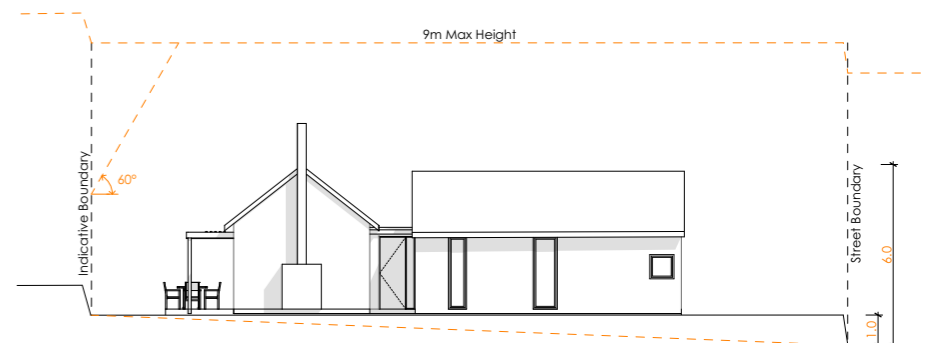 9m Max Height
Indicative Boundary
60°
Street Boundary
6.0
1.0